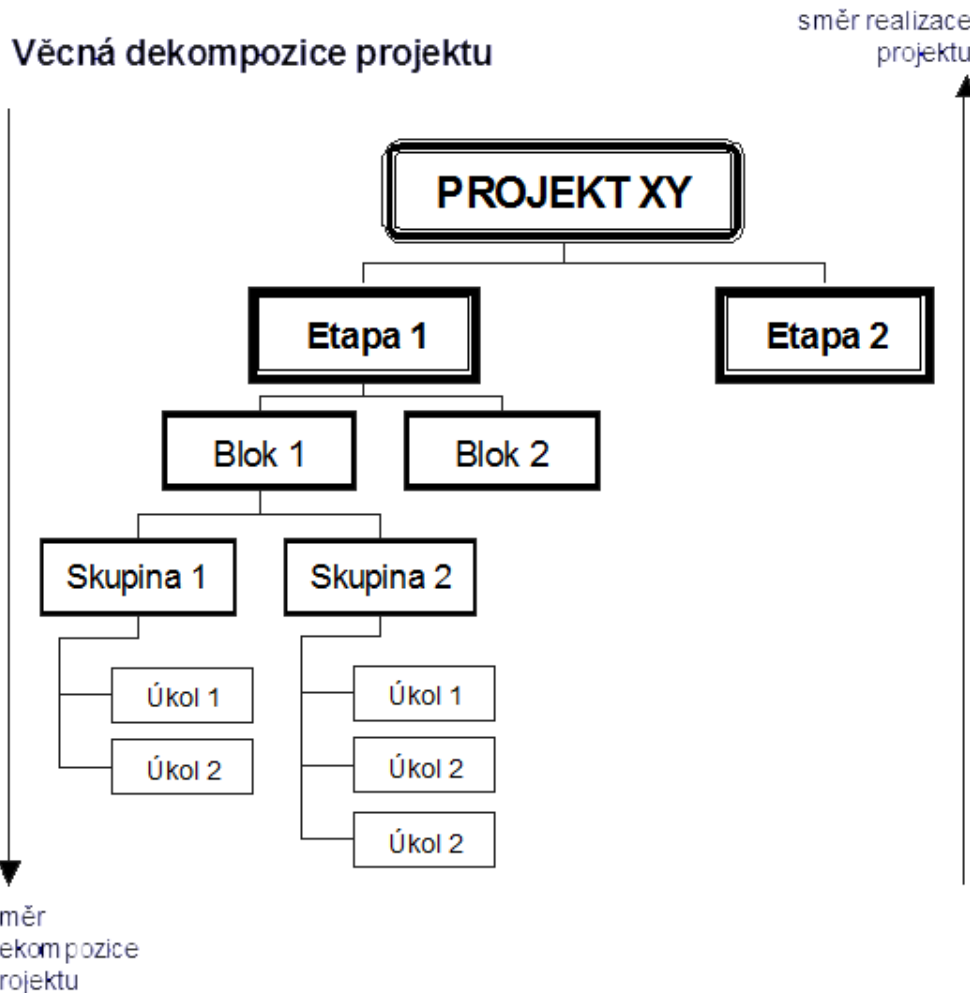 směr realizace
projektu
Věcná dekompozice projektu
PROJEKT XY
Etapa 1
Etapa 2
Blok 1
Blok 2
Skupina 1
Skupina 2
Úkol 1
Úkol 1
Úkol 2
Úkol 2
Úkol 2
měr
ekompozice
rojektu